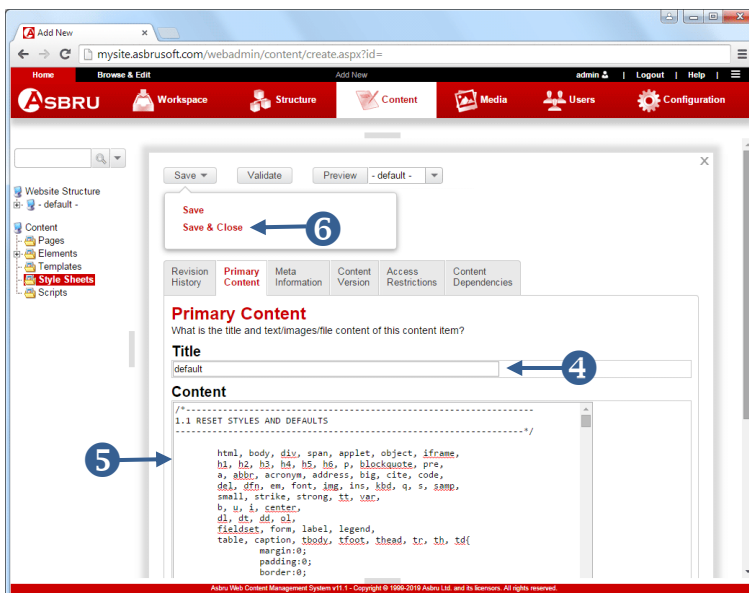 Add New
mysite.asbrusoft.com/webadmin/content/create.aspx?id=
Home Browse & Edit Add New admin | Logout | Help |
ASBRU Workspace Structure Content Media Users Configuration
Save Validate Preview - default -
Website Structure
- default -
Content
Pages
Elements
Templates
Style Sheets
Scripts
Save
Save & Close
6
Revision History
Primary Content
Meta Information
Content Version
Access Restrictions
Content Dependencies
Primary Content
What is the title and text/images/file content of this content item?
Title
default
4
Content
5
/*----------------------------------------------------------------------
1.1 RESET STYLES AND DEFAULTS
----------------------------------------------------------------------*/
html, body, div, span, applet, object, iframe,
h1, h2, h3, h4, h5, h6, p, blockquote, pre,
a, abbr, acronym, address, big, cite, code,
del, dfn, em, font, img, ins, kbd, q, s, samp,
small, strike, strong, tt, var,
b, u, i, center,
dl, dt, dd, ol,
fieldset, form, label, legend,
table, caption, tbody, tfoot, thead, tr, th, td{
margin:0;
padding:0;
border:0;
Asbru Web Content Management System v11.1 - Copyright © 1999-2019 Asbru Ltd. and its licensors. All rights reserved.